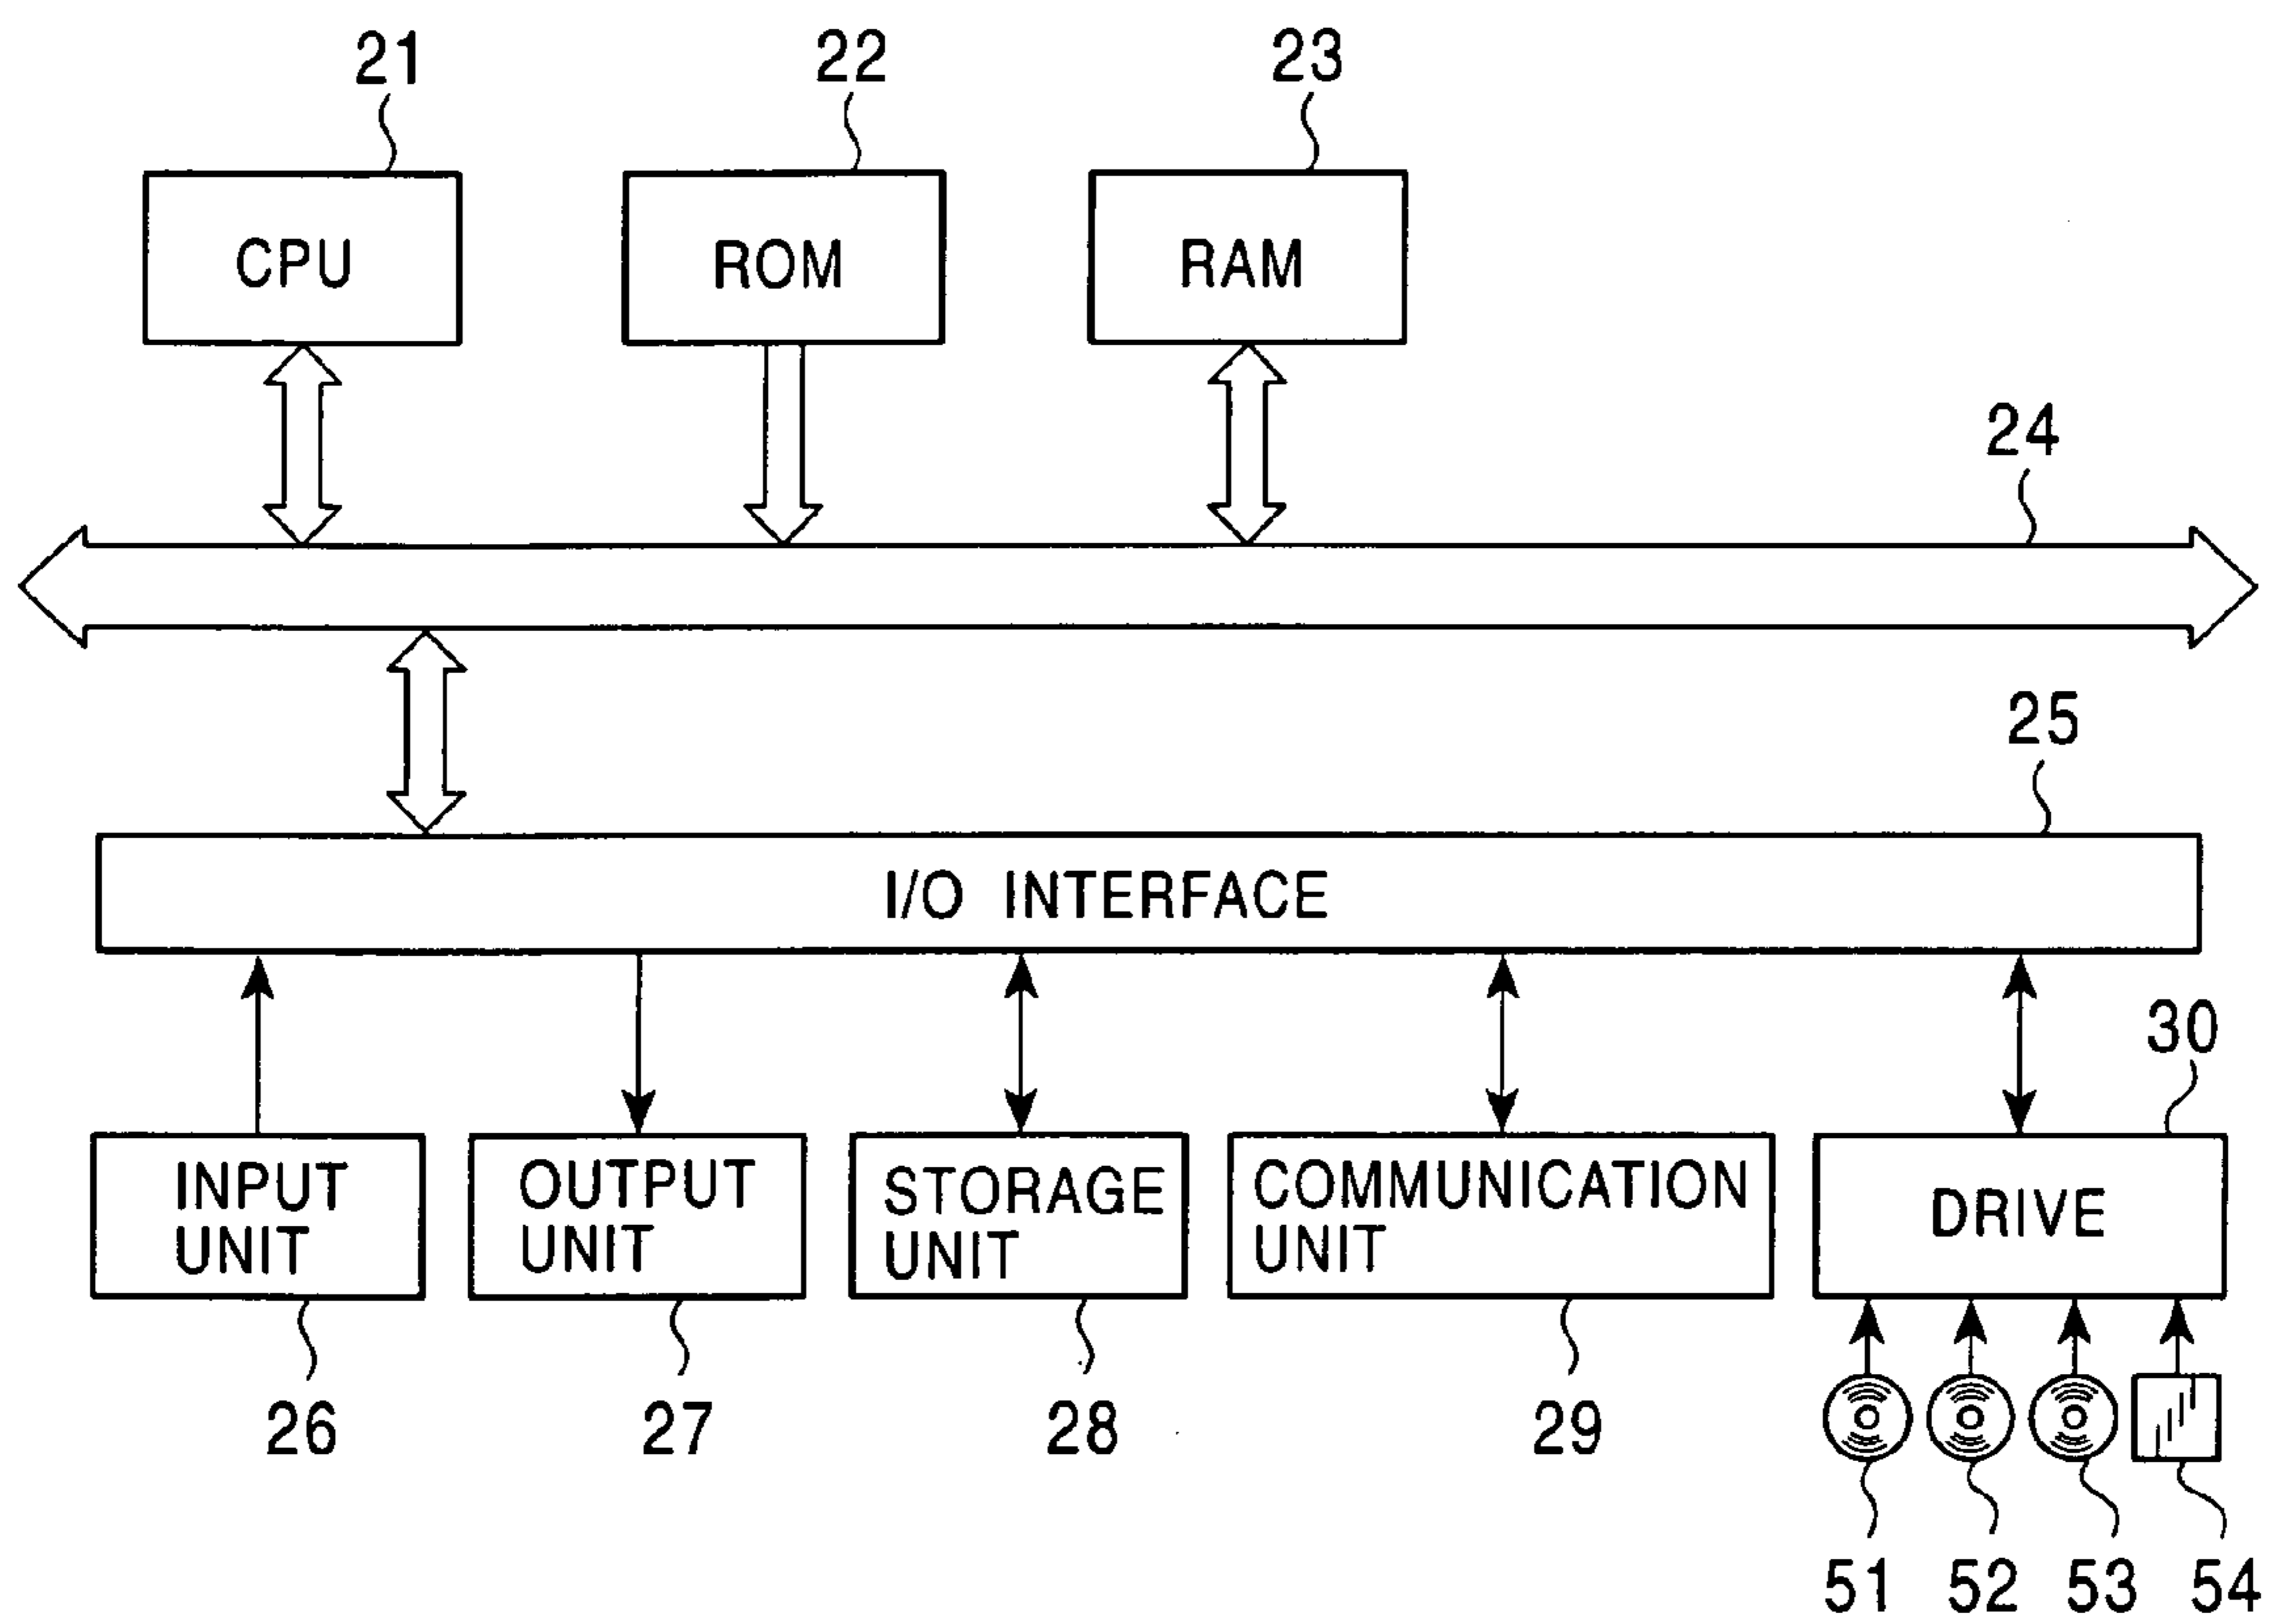 21 22 23
CPU ROM RAM
24
25
I/O INTERFACE
30
INPUT
UNIT
OUTPUT
UNIT
STORAGE
UNIT
COMMUNICATION
UNIT
DRIVE
26 27 28 29
51 52 53 54